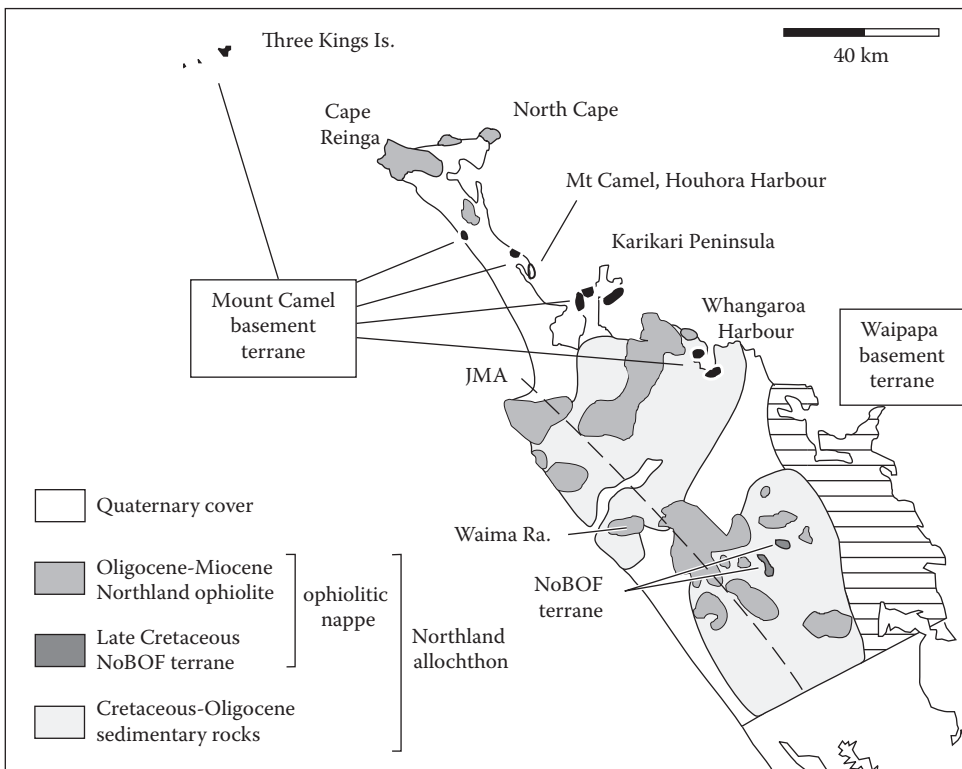 Three Kings Is.
40 km
Cape
Reinga
North Cape
Mt Camel, Houhora Harbour
Karikari Peninsula
Mount Camel
basement
terrane
Whangaroa
Harbour
Waipapa
basement
terrane
JMA
Quaternary cover
Waima Ra.
Oligocene-Miocene
Northland ophiolite
ophiolitic
nappe
NoBOF
terrane
Late Cretaceous
NoBOF terrane
Northland
allochthon
Cretaceous-Oligocene
sedimentary rocks